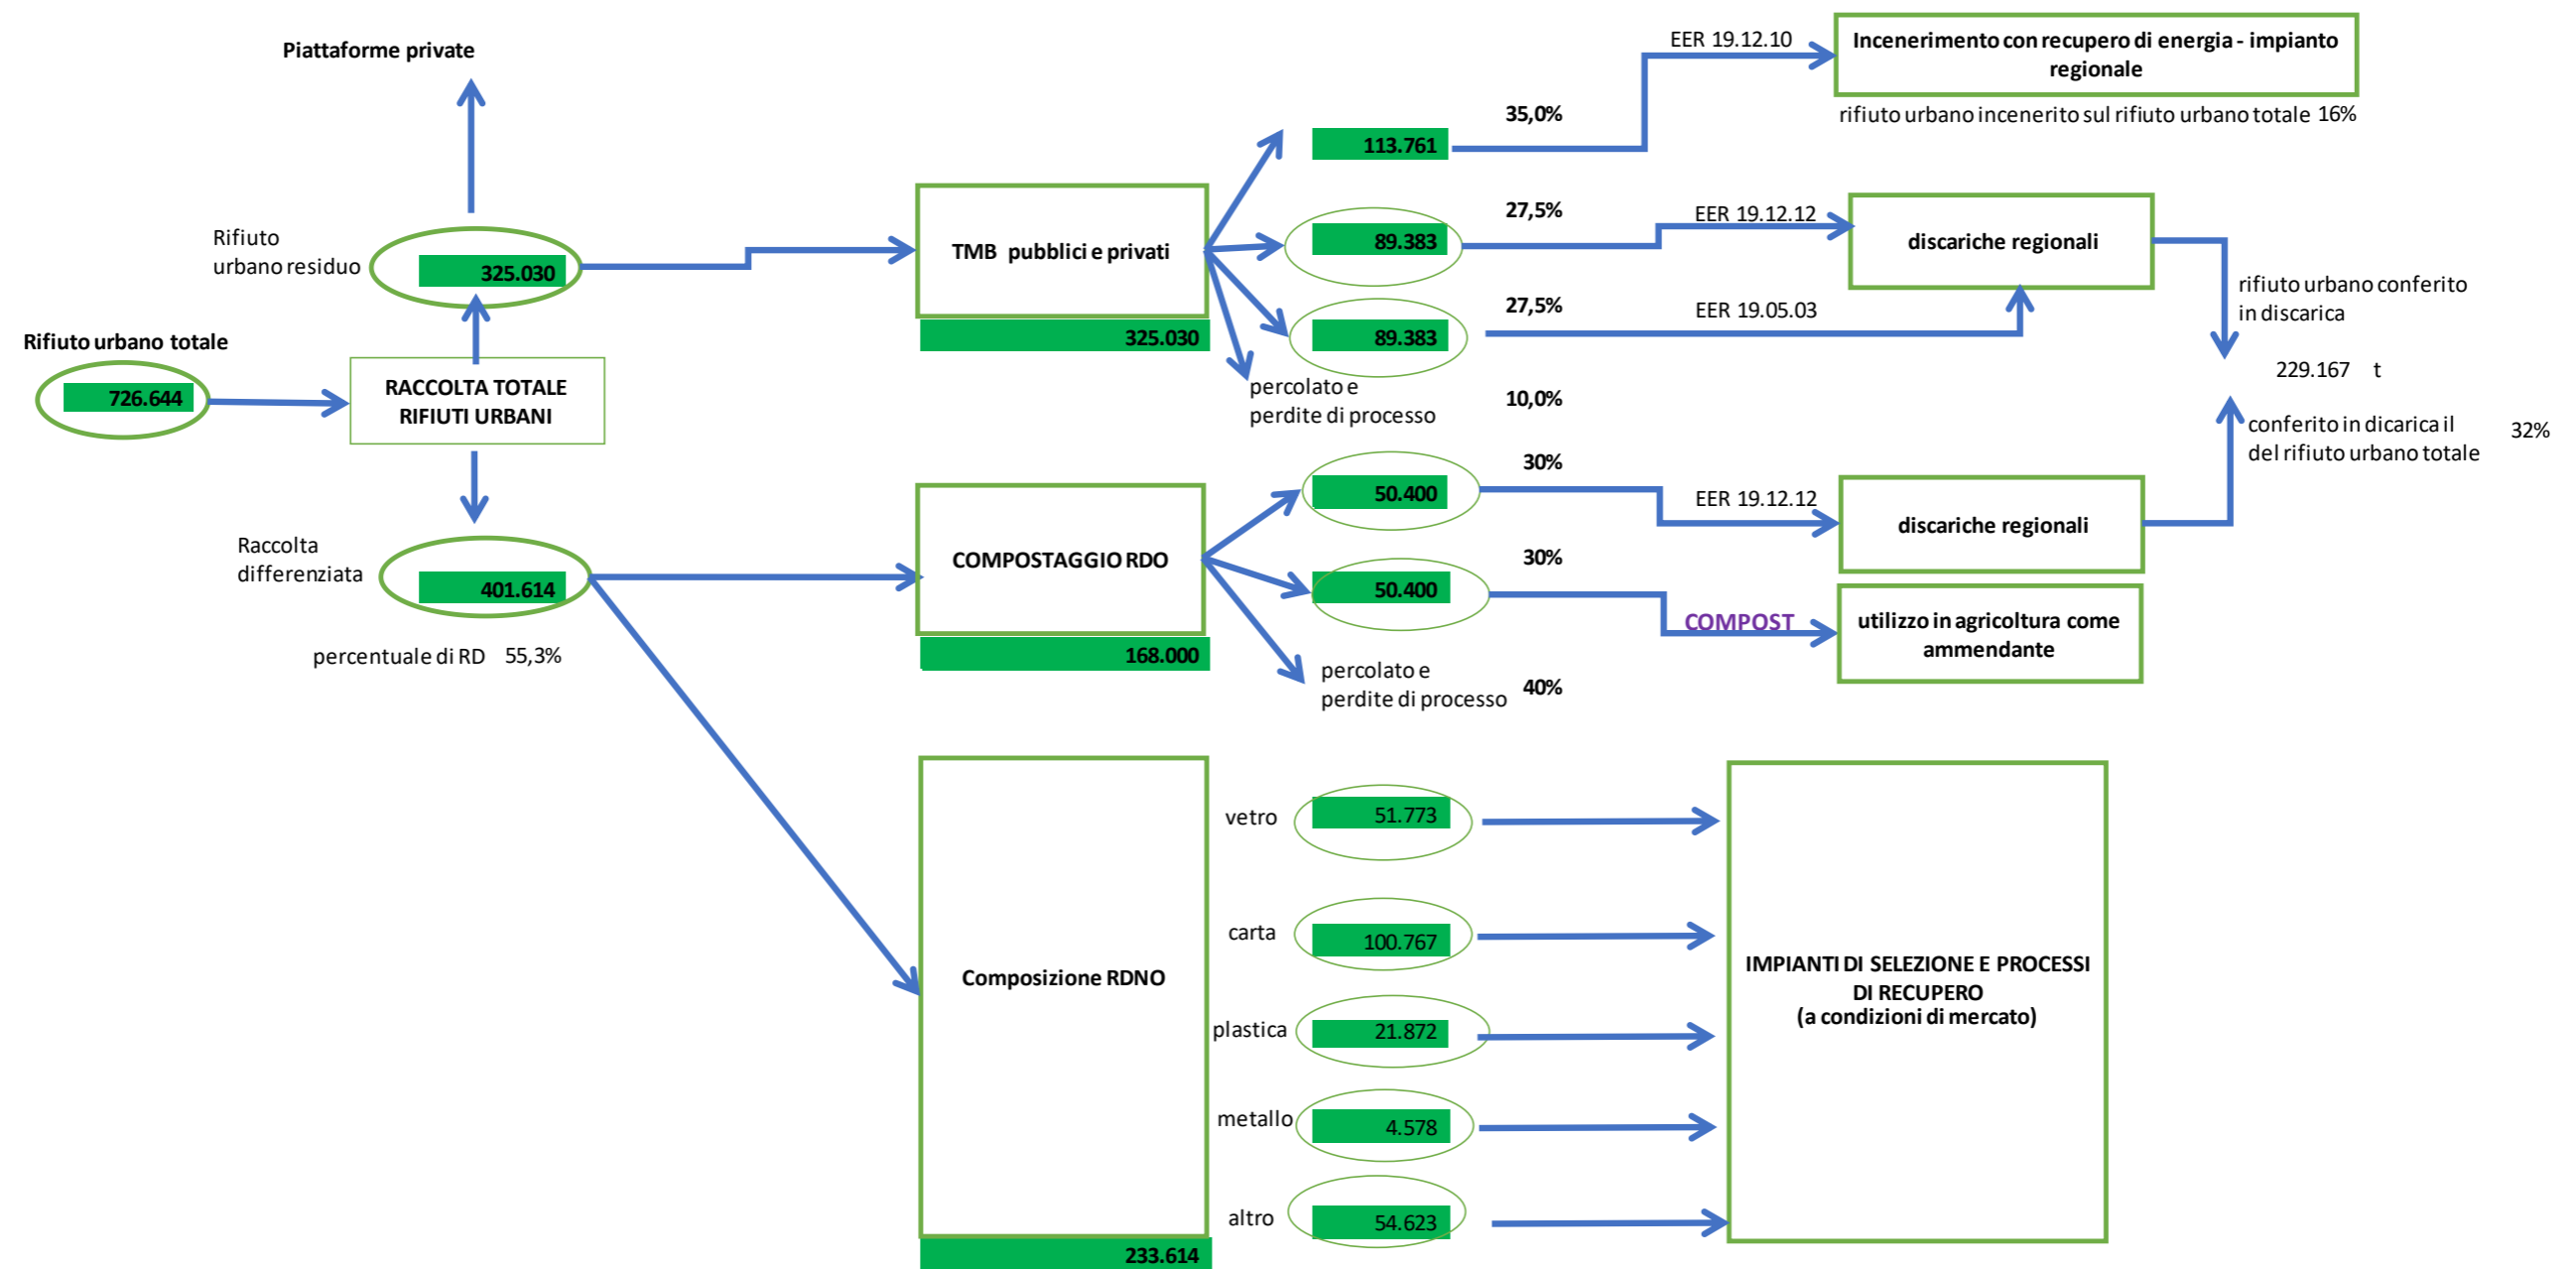 Piattaforme private
EER 19.12.10
Incenerimento con recupero di energia - impianto
regionale
rifiuto urbano incenerito sul rifiuto urbano totale 16%
35,0%
113.761
Rifiuto
urbano residuo
325.030
TMB pubblici e privati
325.030
27,5%
89.383
EER 19.12.12
discariche regionali
27,5%
89.383
EER 19.05.03
rifiuto urbano conferito
in discarica
229.167 t
Rifiuto urbano totale
726.644
RACCOLTA TOTALE
RIFIUTI URBANI
percolato e
perdite di processo
10,0%
conferito in dicarica il
del rifiuto urbano totale
32%
30%
50.400
EER 19.12.12
discariche regionali
Raccolta
differenziata
401.614
percentuale di RD 55,3%
COMPOSTAGGIO RDO
168.000
30%
50.400
COMPOST
utilizzo in agricoltura come
ammendante
percolato e
perdite di processo
40%
Composizione RDNO
233.614
vetro
51.773
carta
100.767
plastica
21.872
metallo
4.578
altro
54.623
IMPIANTI DI SELEZIONE E PROCESSI
DI RECUPERO
(a condizioni di mercato)